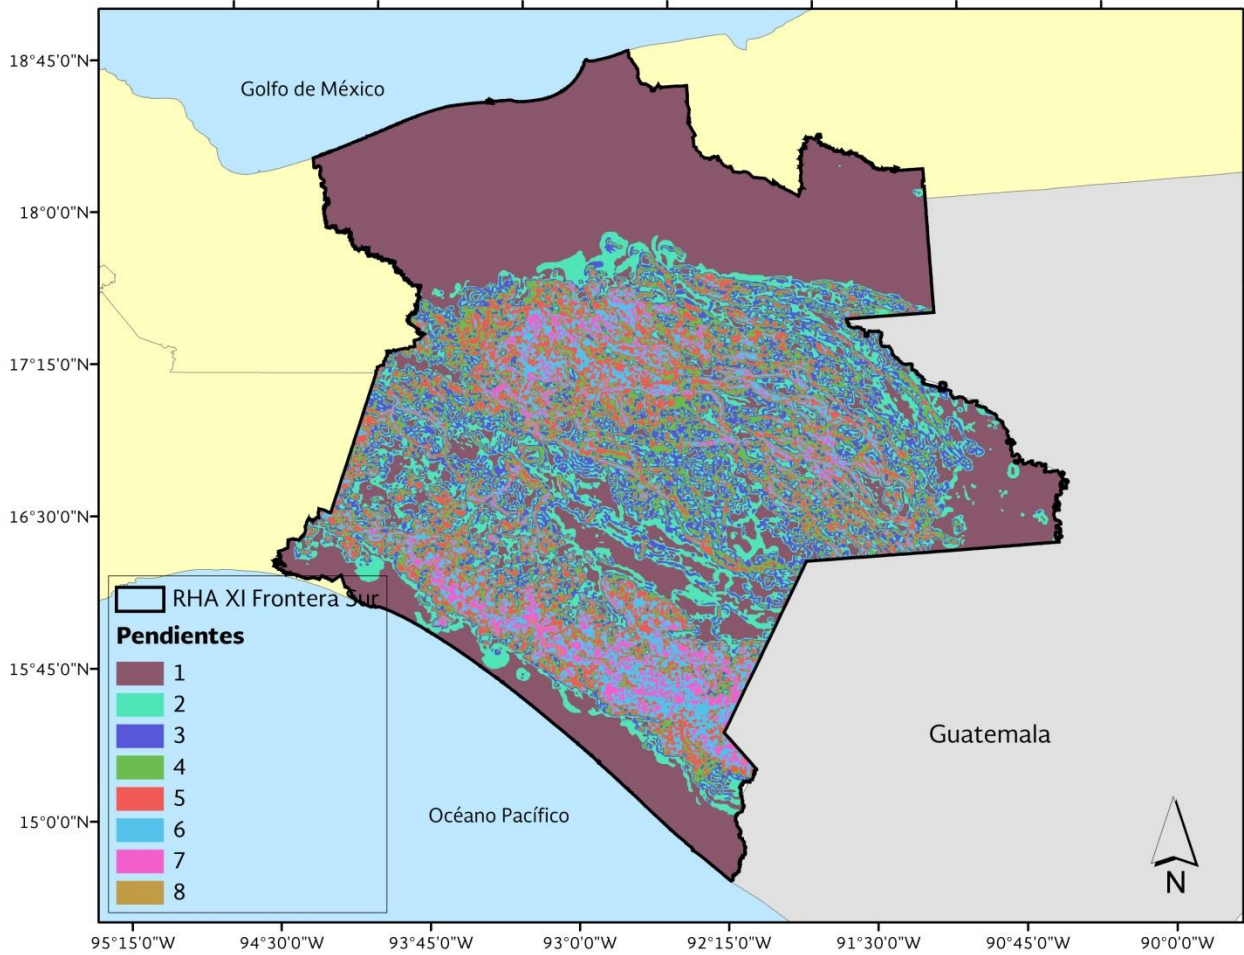 18°45'0"N
Golfo de México
18°0'0"N
17°15'0"N
16°30'0"N
RHA XI Frontera Sur
Pendientes
15°45'0"N
1
2
3
Guatemala
4
5
Océano Pacífico
15°0'0"N
6
7
8
N
95°15'0"W 94°30'0"W 93°45'0"W 93°0'0"W 92°15'0"W 91°30'0"W 90°45'0"W 90°0'0"W